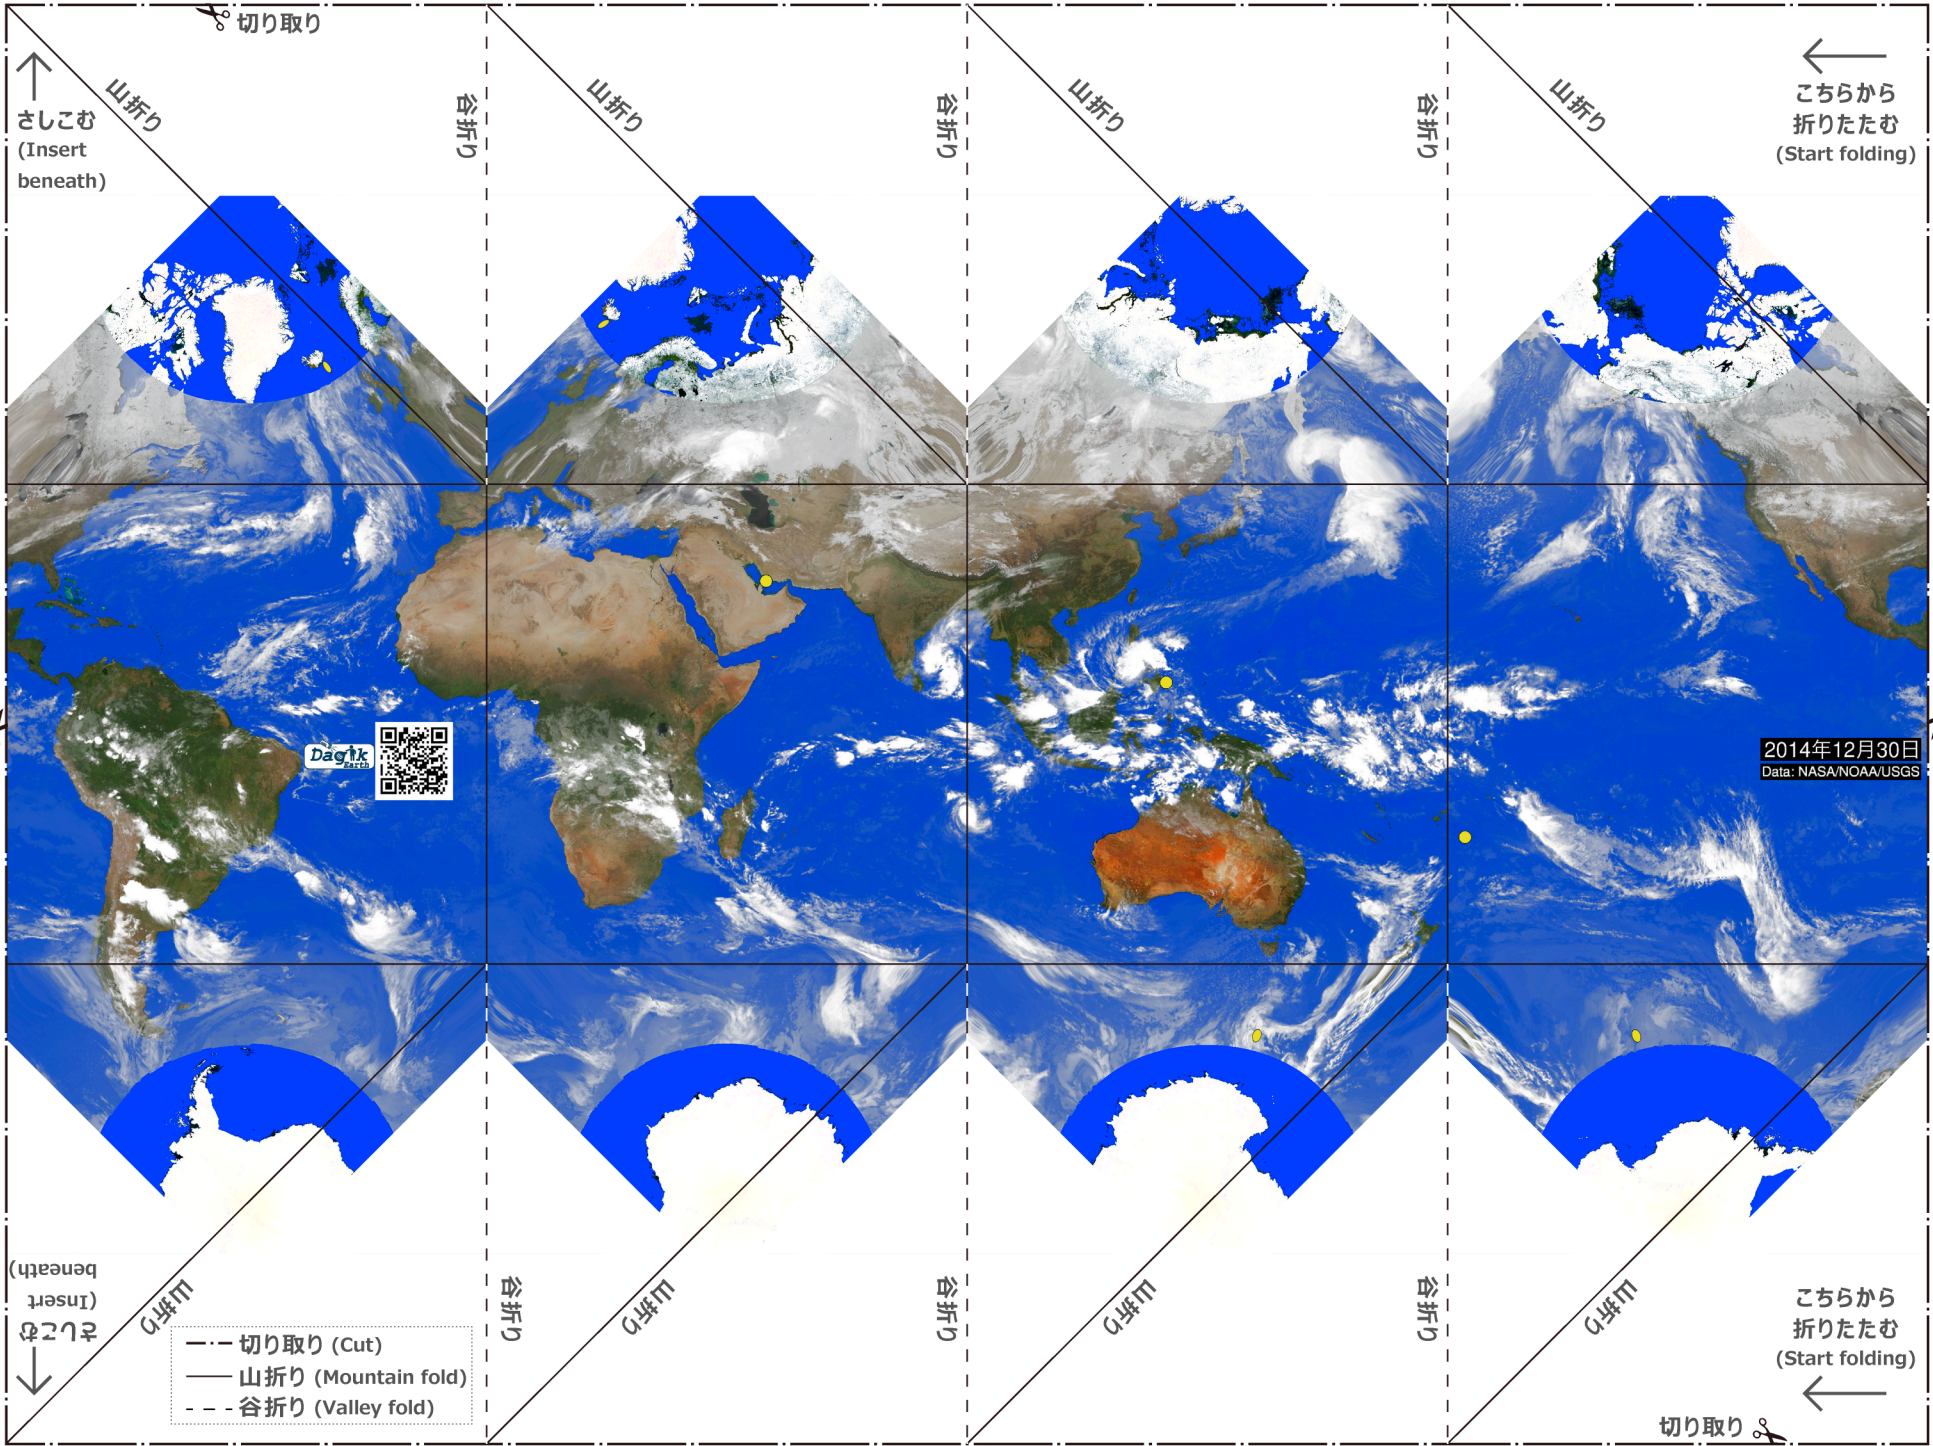 切り取り
山折り
谷折り
山折り
谷折り
山折り
谷折り
山折り
さしこむ
(Insert
beneath)
こちらから
折りたたむ
(Start folding)
Dagik
Earth
2014年12月30日
Data: NASA/NOAA/USGS
さしこむ
(Insert
beneath)
山折り
谷折り
山折り
谷折り
山折り
谷折り
山折り
切り取り (Cut)
山折り (Mountain fold)
谷折り (Valley fold)
こちらから
折りたたむ
(Start folding)
切り取り